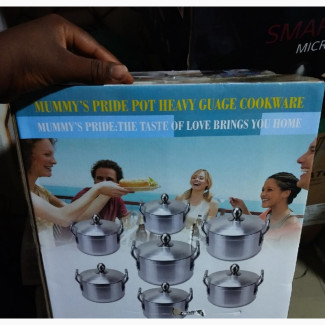 SMA
MICR
MUMMY'S PRIDE POT HEAVY GUAGE COOKWARE
MUMMY'S PRIDE:THE TASTE OF LOVE BRINGS YOU HOME